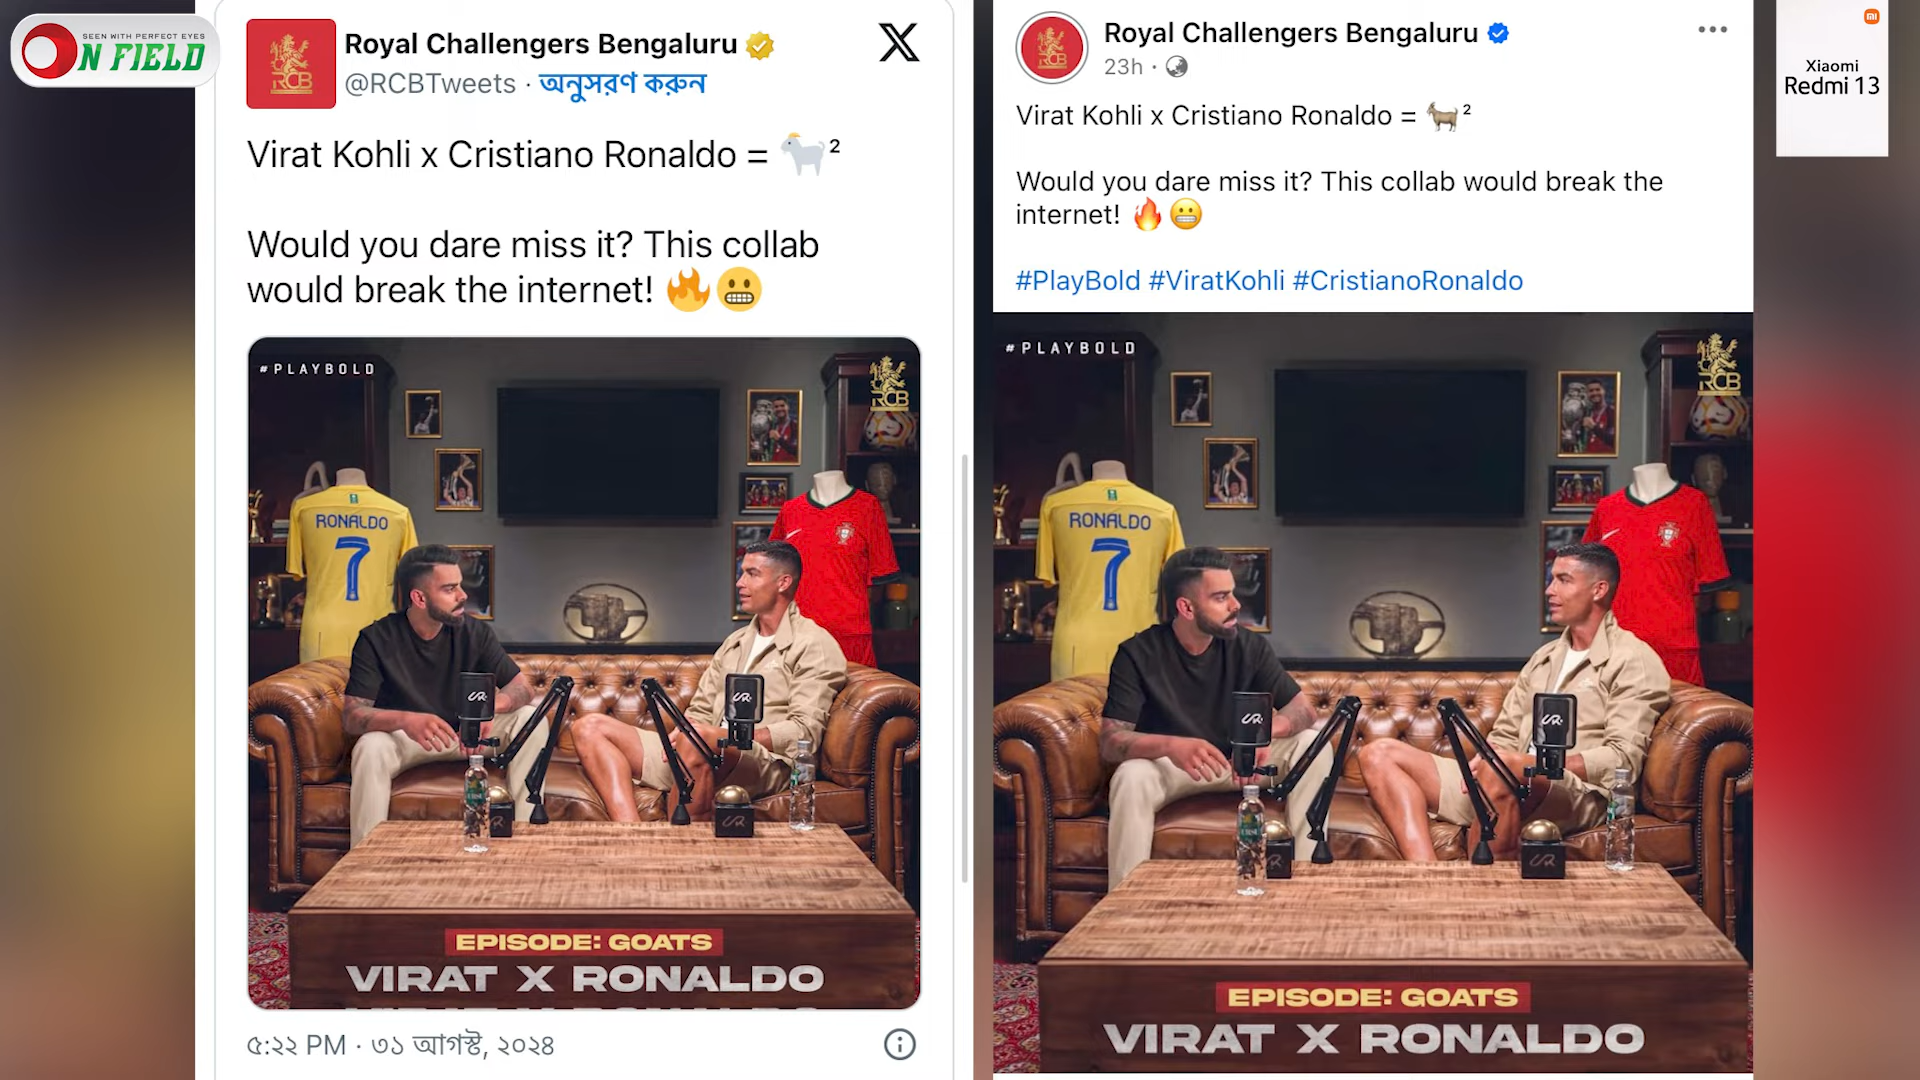 SEEN WITH PERFECT EYES
ON FIELD
Royal Challengers Bengaluru
@RCBTweets · অনুসরণ করুন
Virat Kohli x Cristiano Ronaldo = 🐐²
Would you dare miss it? This collab
would break the internet! 🔥😬
#PLAYBOLD
RCB
RONALDO
7
EPISODE: GOATS
VIRAT X RONALDO
৫:২২ PM · ৩১ আগস্ট, ২০২৪
Royal Challengers Bengaluru
23h ·
Virat Kohli x Cristiano Ronaldo = 🐐²
Would you dare miss it? This collab would break the
internet! 🔥😬
#PlayBold #ViratKohli #CristianoRonaldo
#PLAYBOLD
RCB
RONALDO
7
EPISODE: GOATS
VIRAT X RONALDO
Xiaomi
Redmi 13